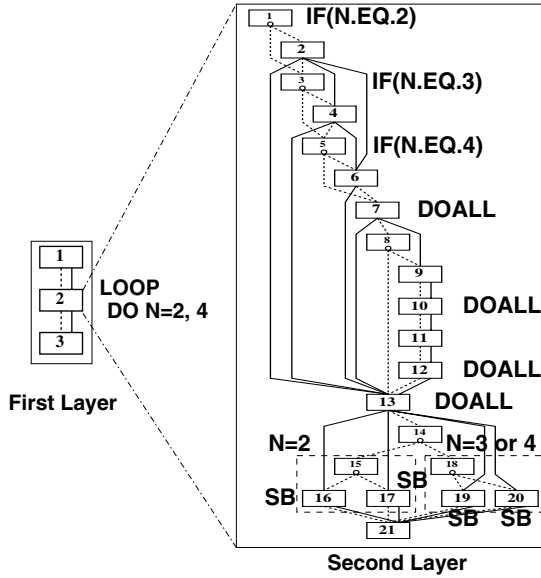 1 IF(N.EQ.2)
2
3 IF(N.EQ.3)
4
5 IF(N.EQ.4)
6
7 DOALL
8
9
10 DOALL
11
12 DOALL
13 DOALL
1
2 LOOP
DO N=2, 4
3
First Layer
14
N=2 N=3 or 4
15 18
SB SB
16 17 19 20
SB SB
21
Second Layer